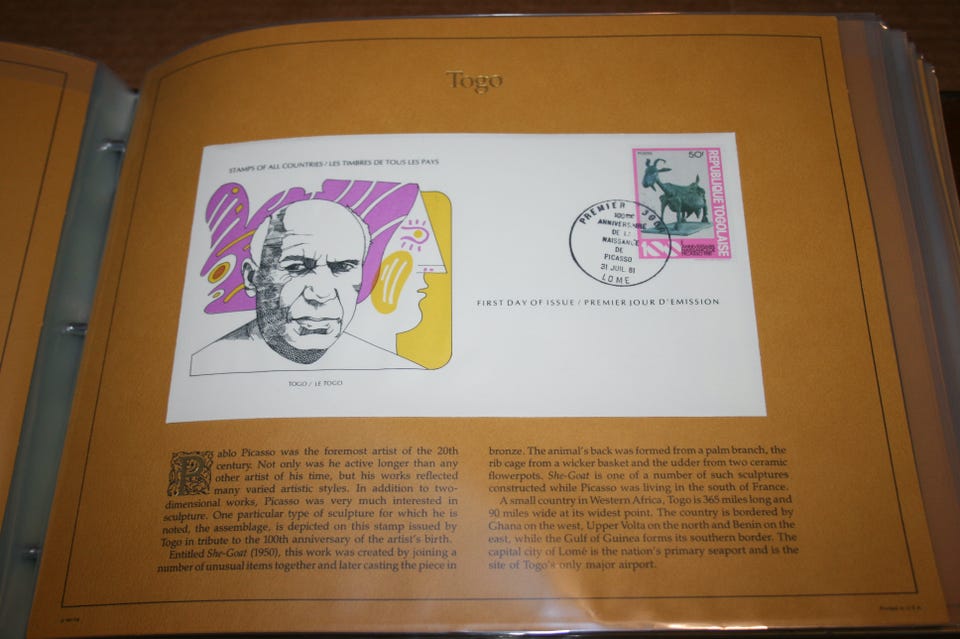 Togo
STAMPS OF ALL COUNTRIES / LES TIMBRES DE TOUS LES PAYS
POSTES 50F
REPUBLIQUE TOGOLAISE
ANNIVERSAIRE
PREMIER JOUR
100me
ANNIVERSAIRE
DE LA
NAISSANCE
DE
PICASSO
31 JUIL. 81
LOME
FIRST DAY OF ISSUE / PREMIER JOUR D'EMISSION
TOGO / LE TOGO
Pablo Picasso was the foremost artist of the 20th
century. Not only was he active longer than any
other artist of his time, but his works reflected
many varied artistic styles. In addition to two-
dimensional works, Picasso was very much interested in
sculpture. One particular type of sculpture for which he is
noted, the assemblage, is depicted on this stamp issued by
Togo in tribute to the 100th anniversary of the artist's birth.
Entitled She-Goat (1950), this work was created by joining a
number of unusual items together and later casting the piece in
bronze. The animal's back was formed from a palm branch, the
rib cage from a wicker basket and the udder from two ceramic
flowerpots. She-Goat is one of a number of such sculptures
constructed while Picasso was living in the south of France.
A small country in Western Africa, Togo is 365 miles long and
90 miles wide at its widest point. The country is bordered by
Ghana on the west, Upper Volta on the north and Benin on the
east, while the Gulf of Guinea forms its southern border. The
capital city of Lomé is the nation's primary seaport and is the
site of Togo's only major airport.
Printed in U.S.A.